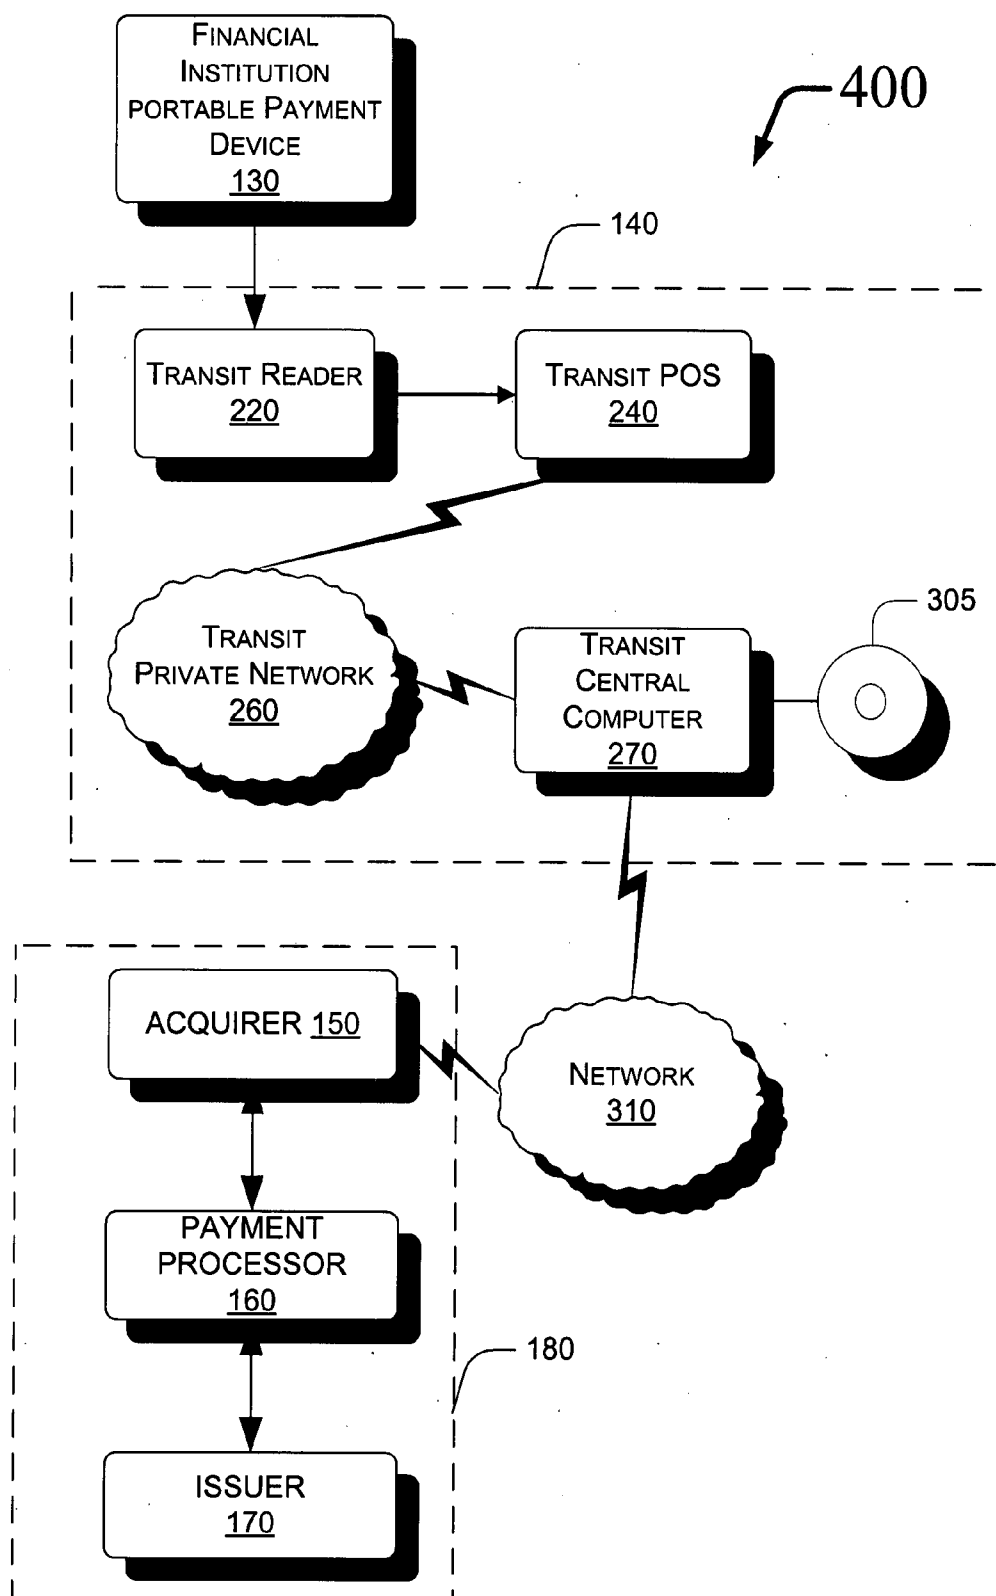 FINANCIAL
INSTITUTION
PORTABLE PAYMENT
DEVICE
130
400
140
TRANSIT READER
220
TRANSIT POS
240
TRANSIT
PRIVATE NETWORK
260
TRANSIT
CENTRAL
COMPUTER
270
305
ACQUIRER 150
NETWORK
310
PAYMENT
PROCESSOR
160
180
ISSUER
170